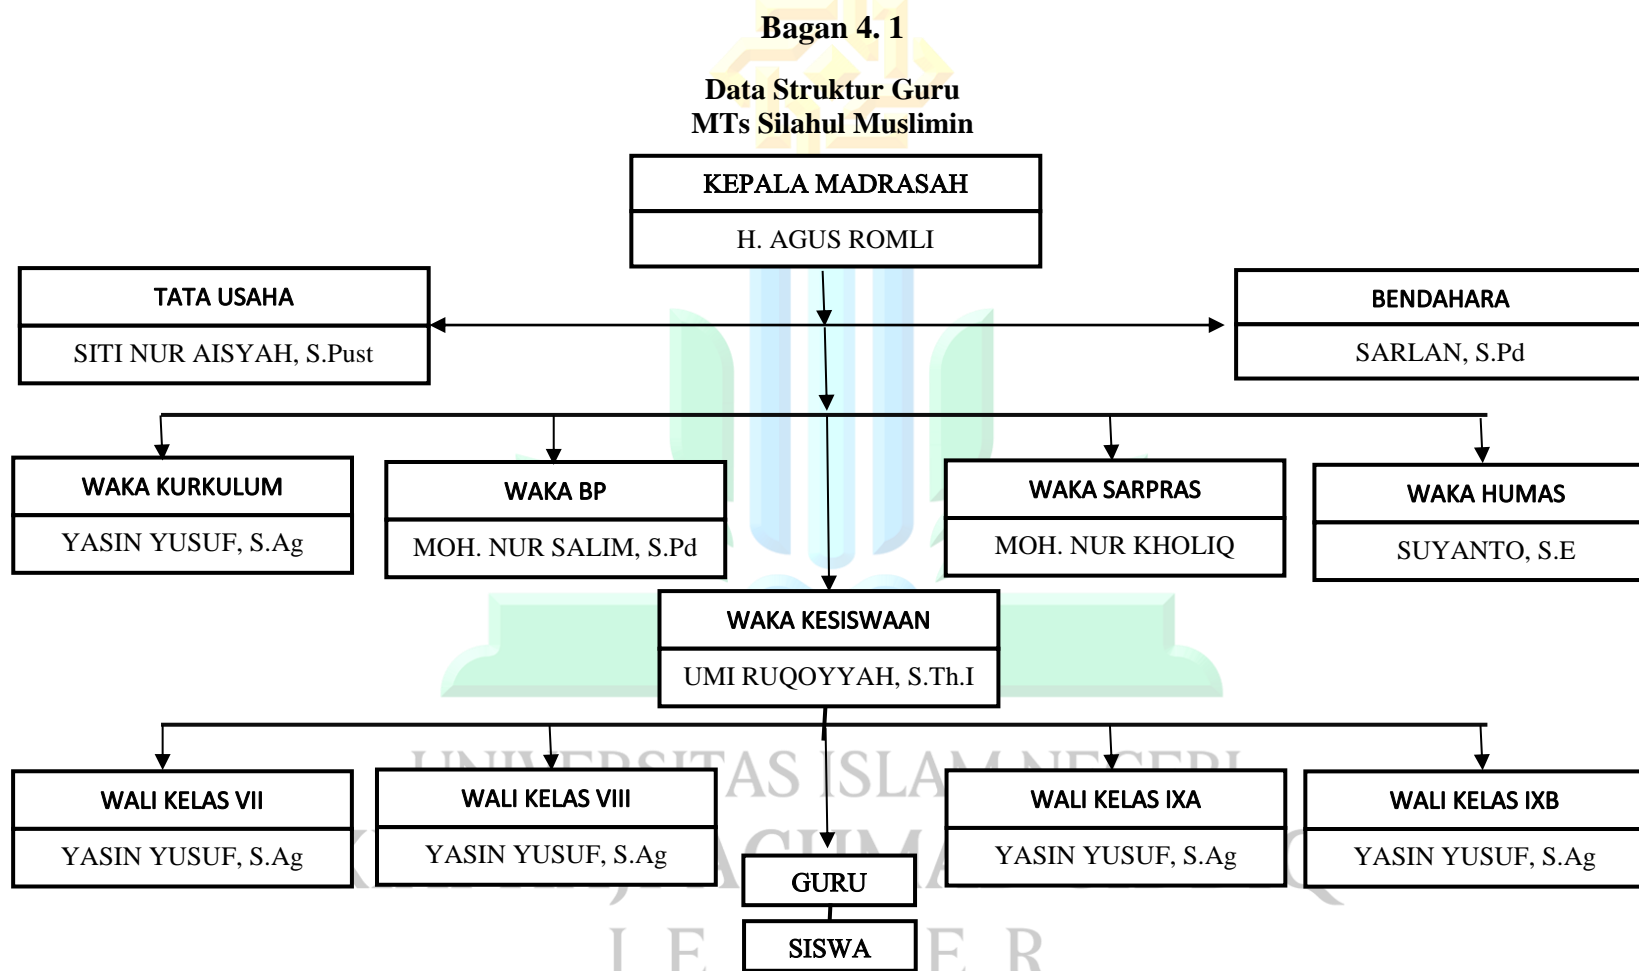 Bagan 4. 1
Data Struktur Guru
MTs Silahul Muslimin
KEPALA MADRASAH
H. AGUS ROMLI
TATA USAHA
SITI NUR AISYAH, S.Pust
BENDAHARA
SARLAN, S.Pd
WAKA KURKULUM
YASIN YUSUF, S.Ag
WAKA BP
MOH. NUR SALIM, S.Pd
WAKA SARPRAS
MOH. NUR KHOLIQ
WAKA HUMAS
SUYANTO, S.E
WAKA KESISWAAN
UMI RUQOYYAH, S.Th.I
WALI KELAS VII
YASIN YUSUF, S.Ag
WALI KELAS VIII
YASIN YUSUF, S.Ag
WALI KELAS IXA
YASIN YUSUF, S.Ag
WALI KELAS IXB
YASIN YUSUF, S.Ag
GURU
SISWA
UNIVERSITAS ISLAM NEGERI